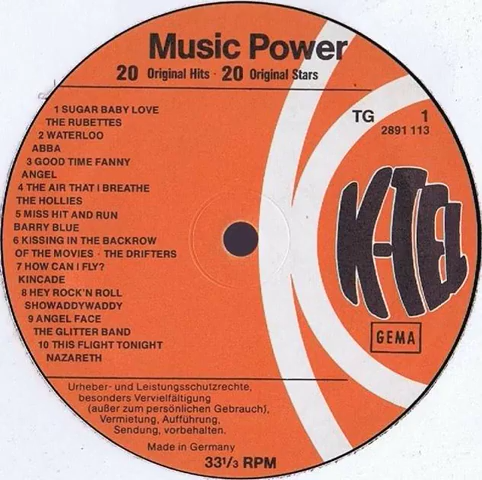 Music Power
20 Original Hits · 20 Original Stars
TG 1
2891 113
1 SUGAR BABY LOVE
THE RUBETTES
2 WATERLOO
ABBA
3 GOOD TIME FANNY
ANGEL
4 THE AIR THAT I BREATHE
THE HOLLIES
5 MISS HIT AND RUN
BARRY BLUE
6 KISSING IN THE BACKROW
OF THE MOVIES · THE DRIFTERS
7 HOW CAN I FLY?
KINCADE
8 HEY ROCK'N ROLL
SHOWADDYWADDY
9 ANGEL FACE
THE GLITTER BAND
10 THIS FLIGHT TONIGHT
NAZARETH
K-TEL
GEMA
Urheber- und Leistungsschutzrechte,
besonders Vervielfältigung
(außer zum persönlichen Gebrauch),
Vermietung, Aufführung,
Sendung, vorbehalten.
Made in Germany
33 1/3 RPM